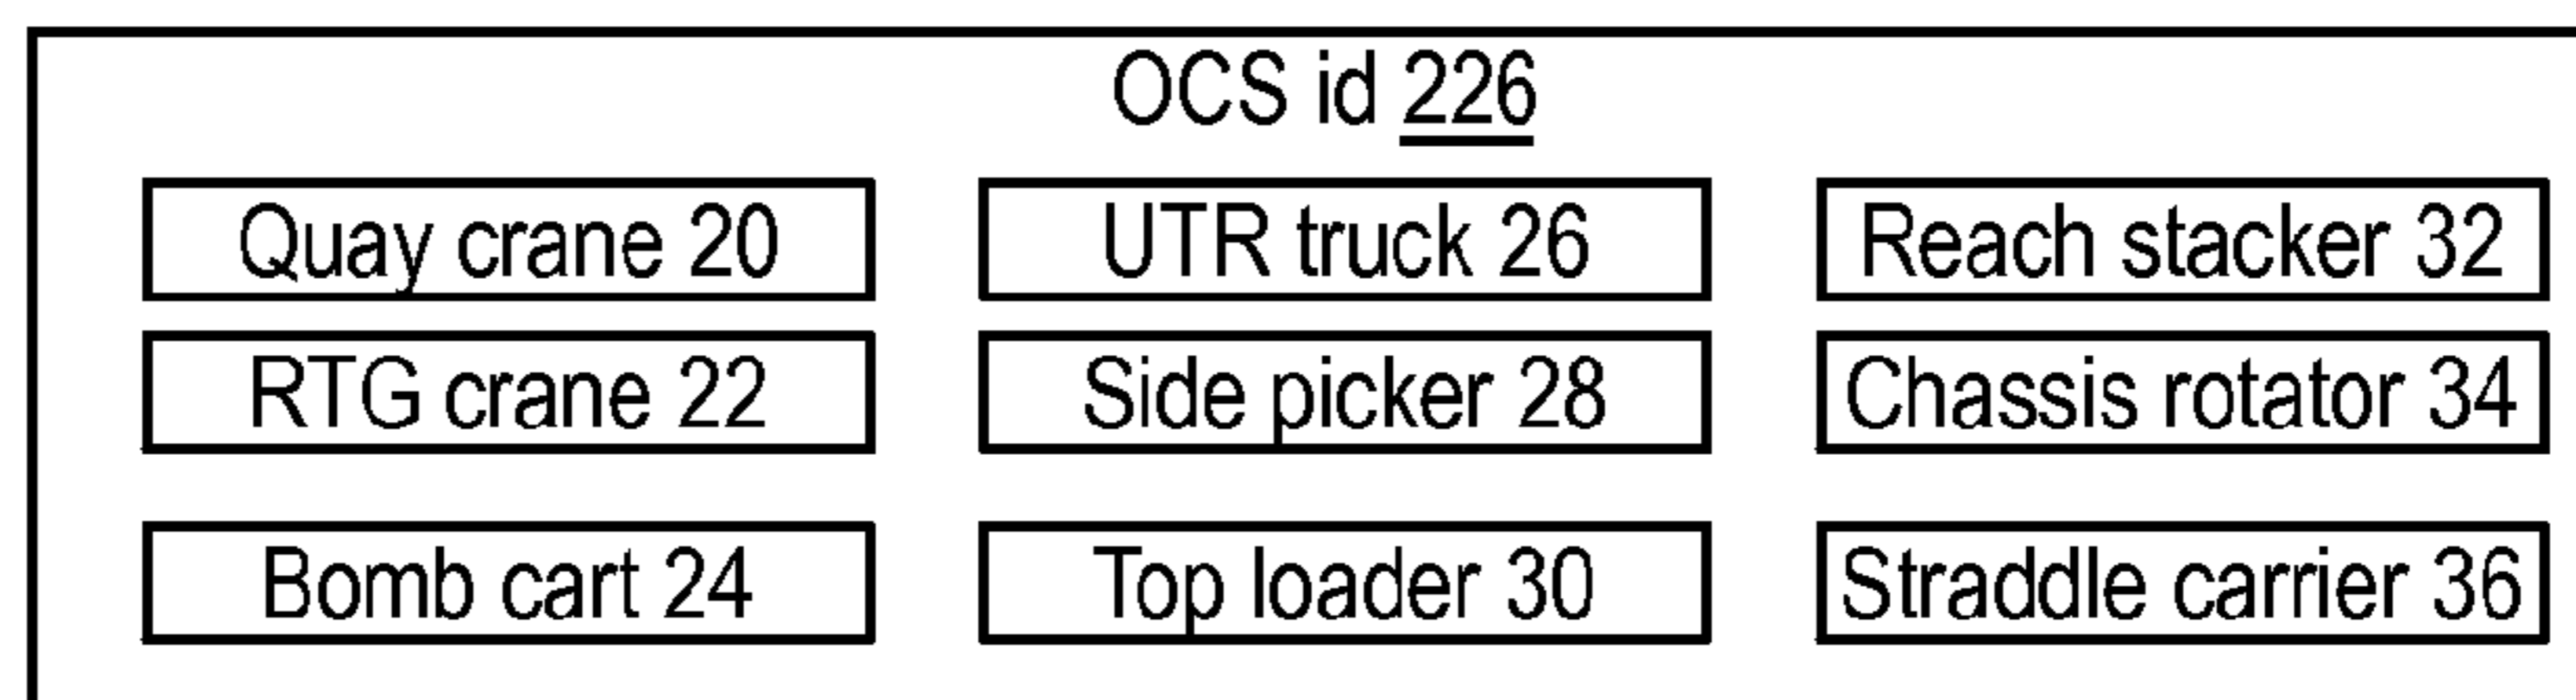 OCS id 226
Quay crane 20
UTR truck 26
Reach stacker 32
RTG crane 22
Side picker 28
Chassis rotator 34
Bomb cart 24
Top loader 30
Straddle carrier 36